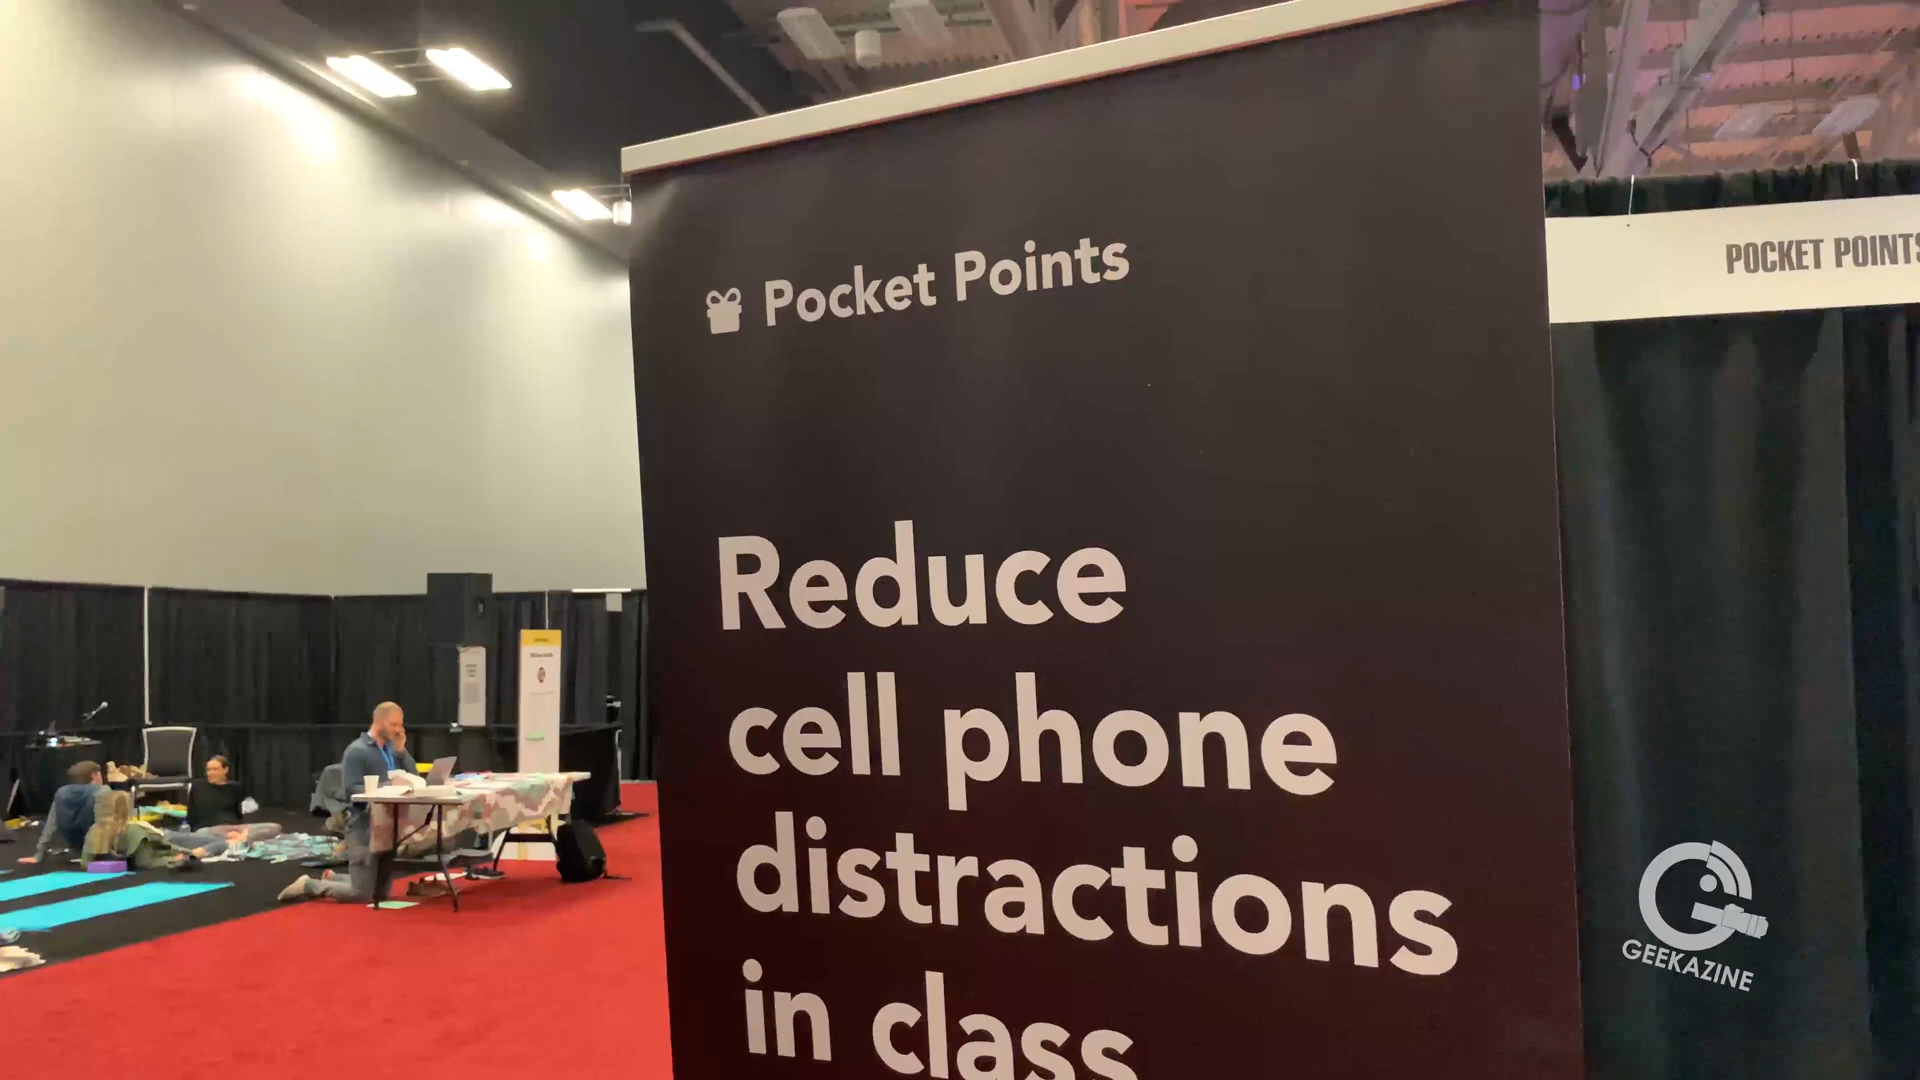 Pocket Points
Reduce
cell phone
distractions
in class
POCKET POINTS
GEEKAZINE